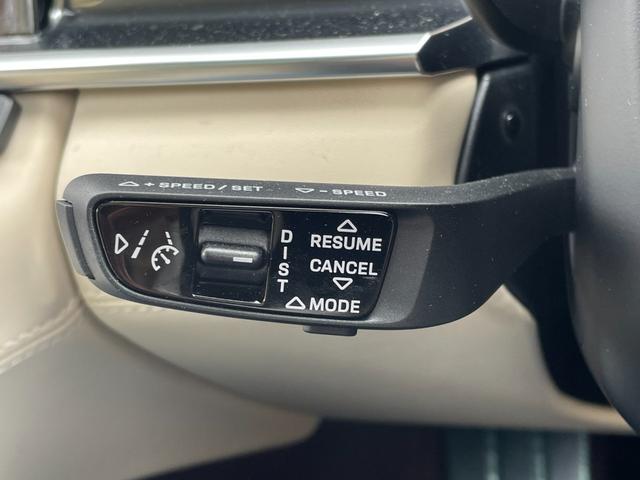 + SPEED / SET
- SPEED
DIST
RESUME
CANCEL
MODE